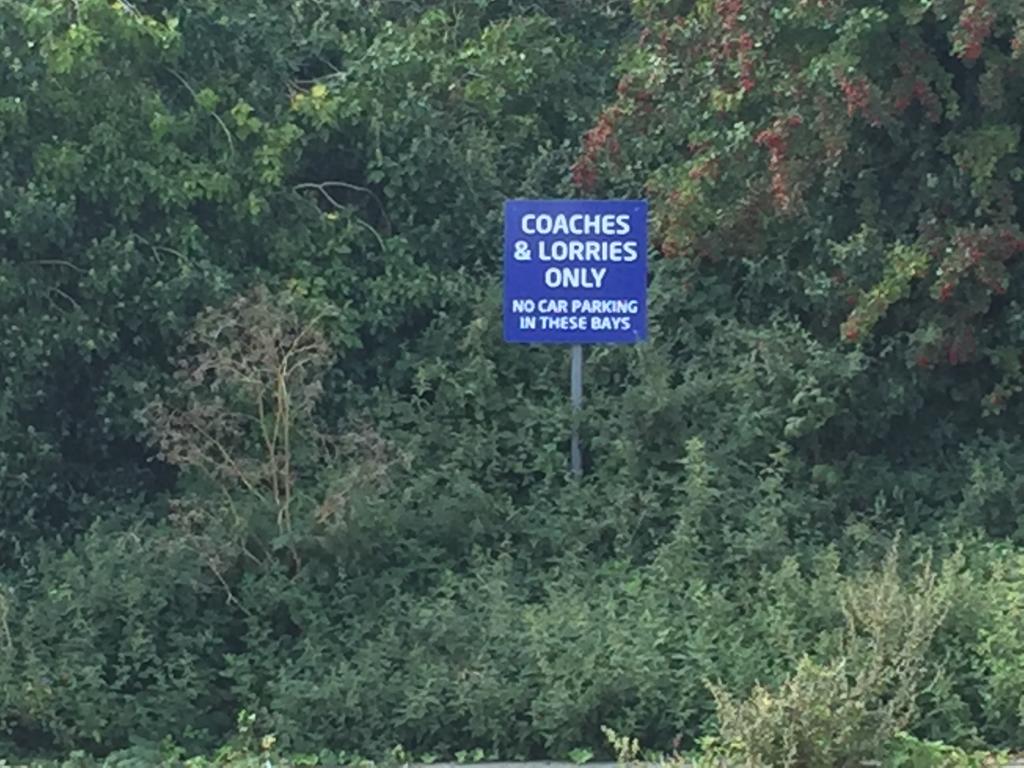 COACHES
& LORRIES
ONLY
NO CAR PARKING
IN THESE BAYS